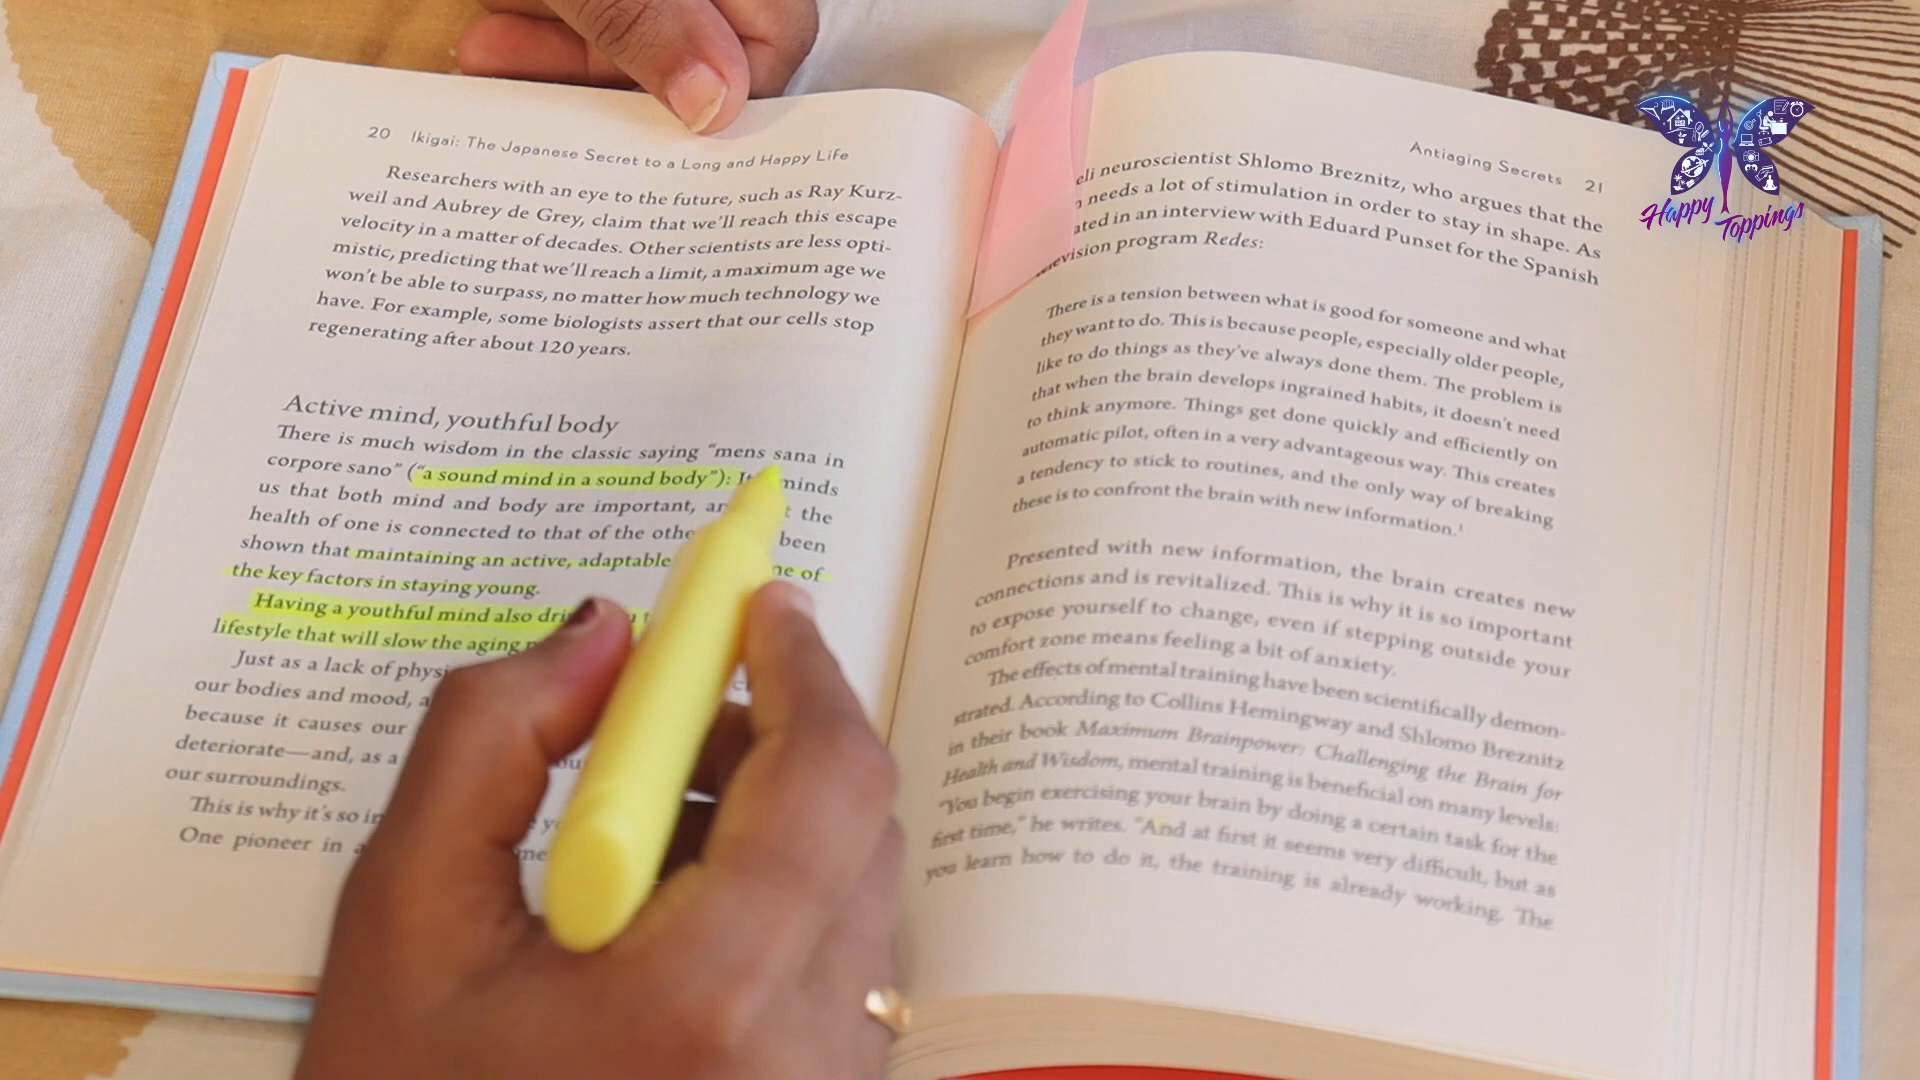 20 Ikigai: The Japanese Secret to a Long and Happy Life
Researchers with an eye to the future, such as Ray Kurz-
weil and Aubrey de Grey, claim that we'll reach this escape
velocity in a matter of decades. Other scientists are less opti-
mistic, predicting that we'll reach a limit, a maximum age we
won't be able to surpass, no matter how much technology we
have. For example, some biologists assert that our cells stop
regenerating after about 120 years.
Active mind, youthful body
There is much wisdom in the classic saying “mens sana in
corpore sano” (“a sound mind in a sound body”): It minds
us that both mind and body are important, the
health of one is connected to that of the othe been
shown that maintaining an active, adaptable ne of
the key factors in staying young.
Having a youthful mind also dri
lifestyle that will slow the aging
Just as a lack of physi
our bodies and mood, a
because it causes our
deteriorate—and, as a
our surroundings.
This is why it's so i
One pioneer in a
Antiaging Secrets 21
eli neuroscientist Shlomo Breznitz, who argues that the
needs a lot of stimulation in order to stay in shape. As
ated in an interview with Eduard Punset for the Spanish
evision program Redes:
There is a tension between what is good for someone and what
they want to do. This is because people, especially older people,
like to do things as they've always done them. The problem is
that when the brain develops ingrained habits, it doesn't need
to think anymore. Things get done quickly and efficiently on
automatic pilot, often in a very advantageous way. This creates
a tendency to stick to routines, and the only way of breaking
these is to confront the brain with new information.¹
Presented with new information, the brain creates new
connections and is revitalized. This is why it is so important
to expose yourself to change, even if stepping outside your
comfort zone means feeling a bit of anxiety.
The effects of mental training have been scientifically demon-
strated. According to Collins Hemingway and Shlomo Breznitz
in their book Maximum Brainpower: Challenging the Brain for
Health and Wisdom, mental training is beneficial on many levels:
“You begin exercising your brain by doing a certain task for the
first time,” he writes. “And at first it seems very difficult, but as
you learn how to do it, the training is already working. The
Happy Toppings